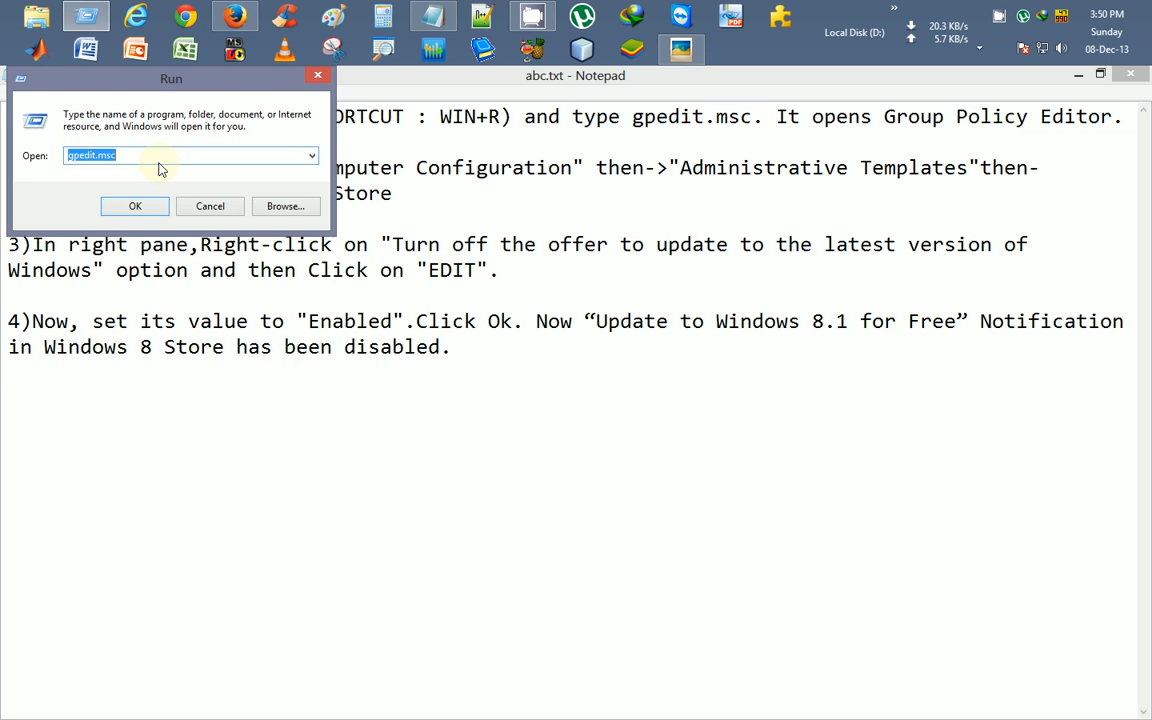 3:50 PM
20.3 KB/s
Local Disk (D:)
Sunday
5.7 KB/s
08-Dec-13
Run
abc.txt - Notepad
Type the name of a program, folder, document, or Internet
resource, and Windows will open it for you.
Open:
gpedit.msc
OK
Cancel
Browse...
ORTCUT : WIN+R) and type gpedit.msc. It opens Group Policy Editor.
mputer Configuration" then->"Administrative Templates"then-
Store
3)In right pane,Right-click on "Turn off the offer to update to the latest version of
Windows" option and then Click on "EDIT".
4)Now, set its value to "Enabled".Click Ok. Now “Update to Windows 8.1 for Free” Notification
in Windows 8 Store has been disabled.